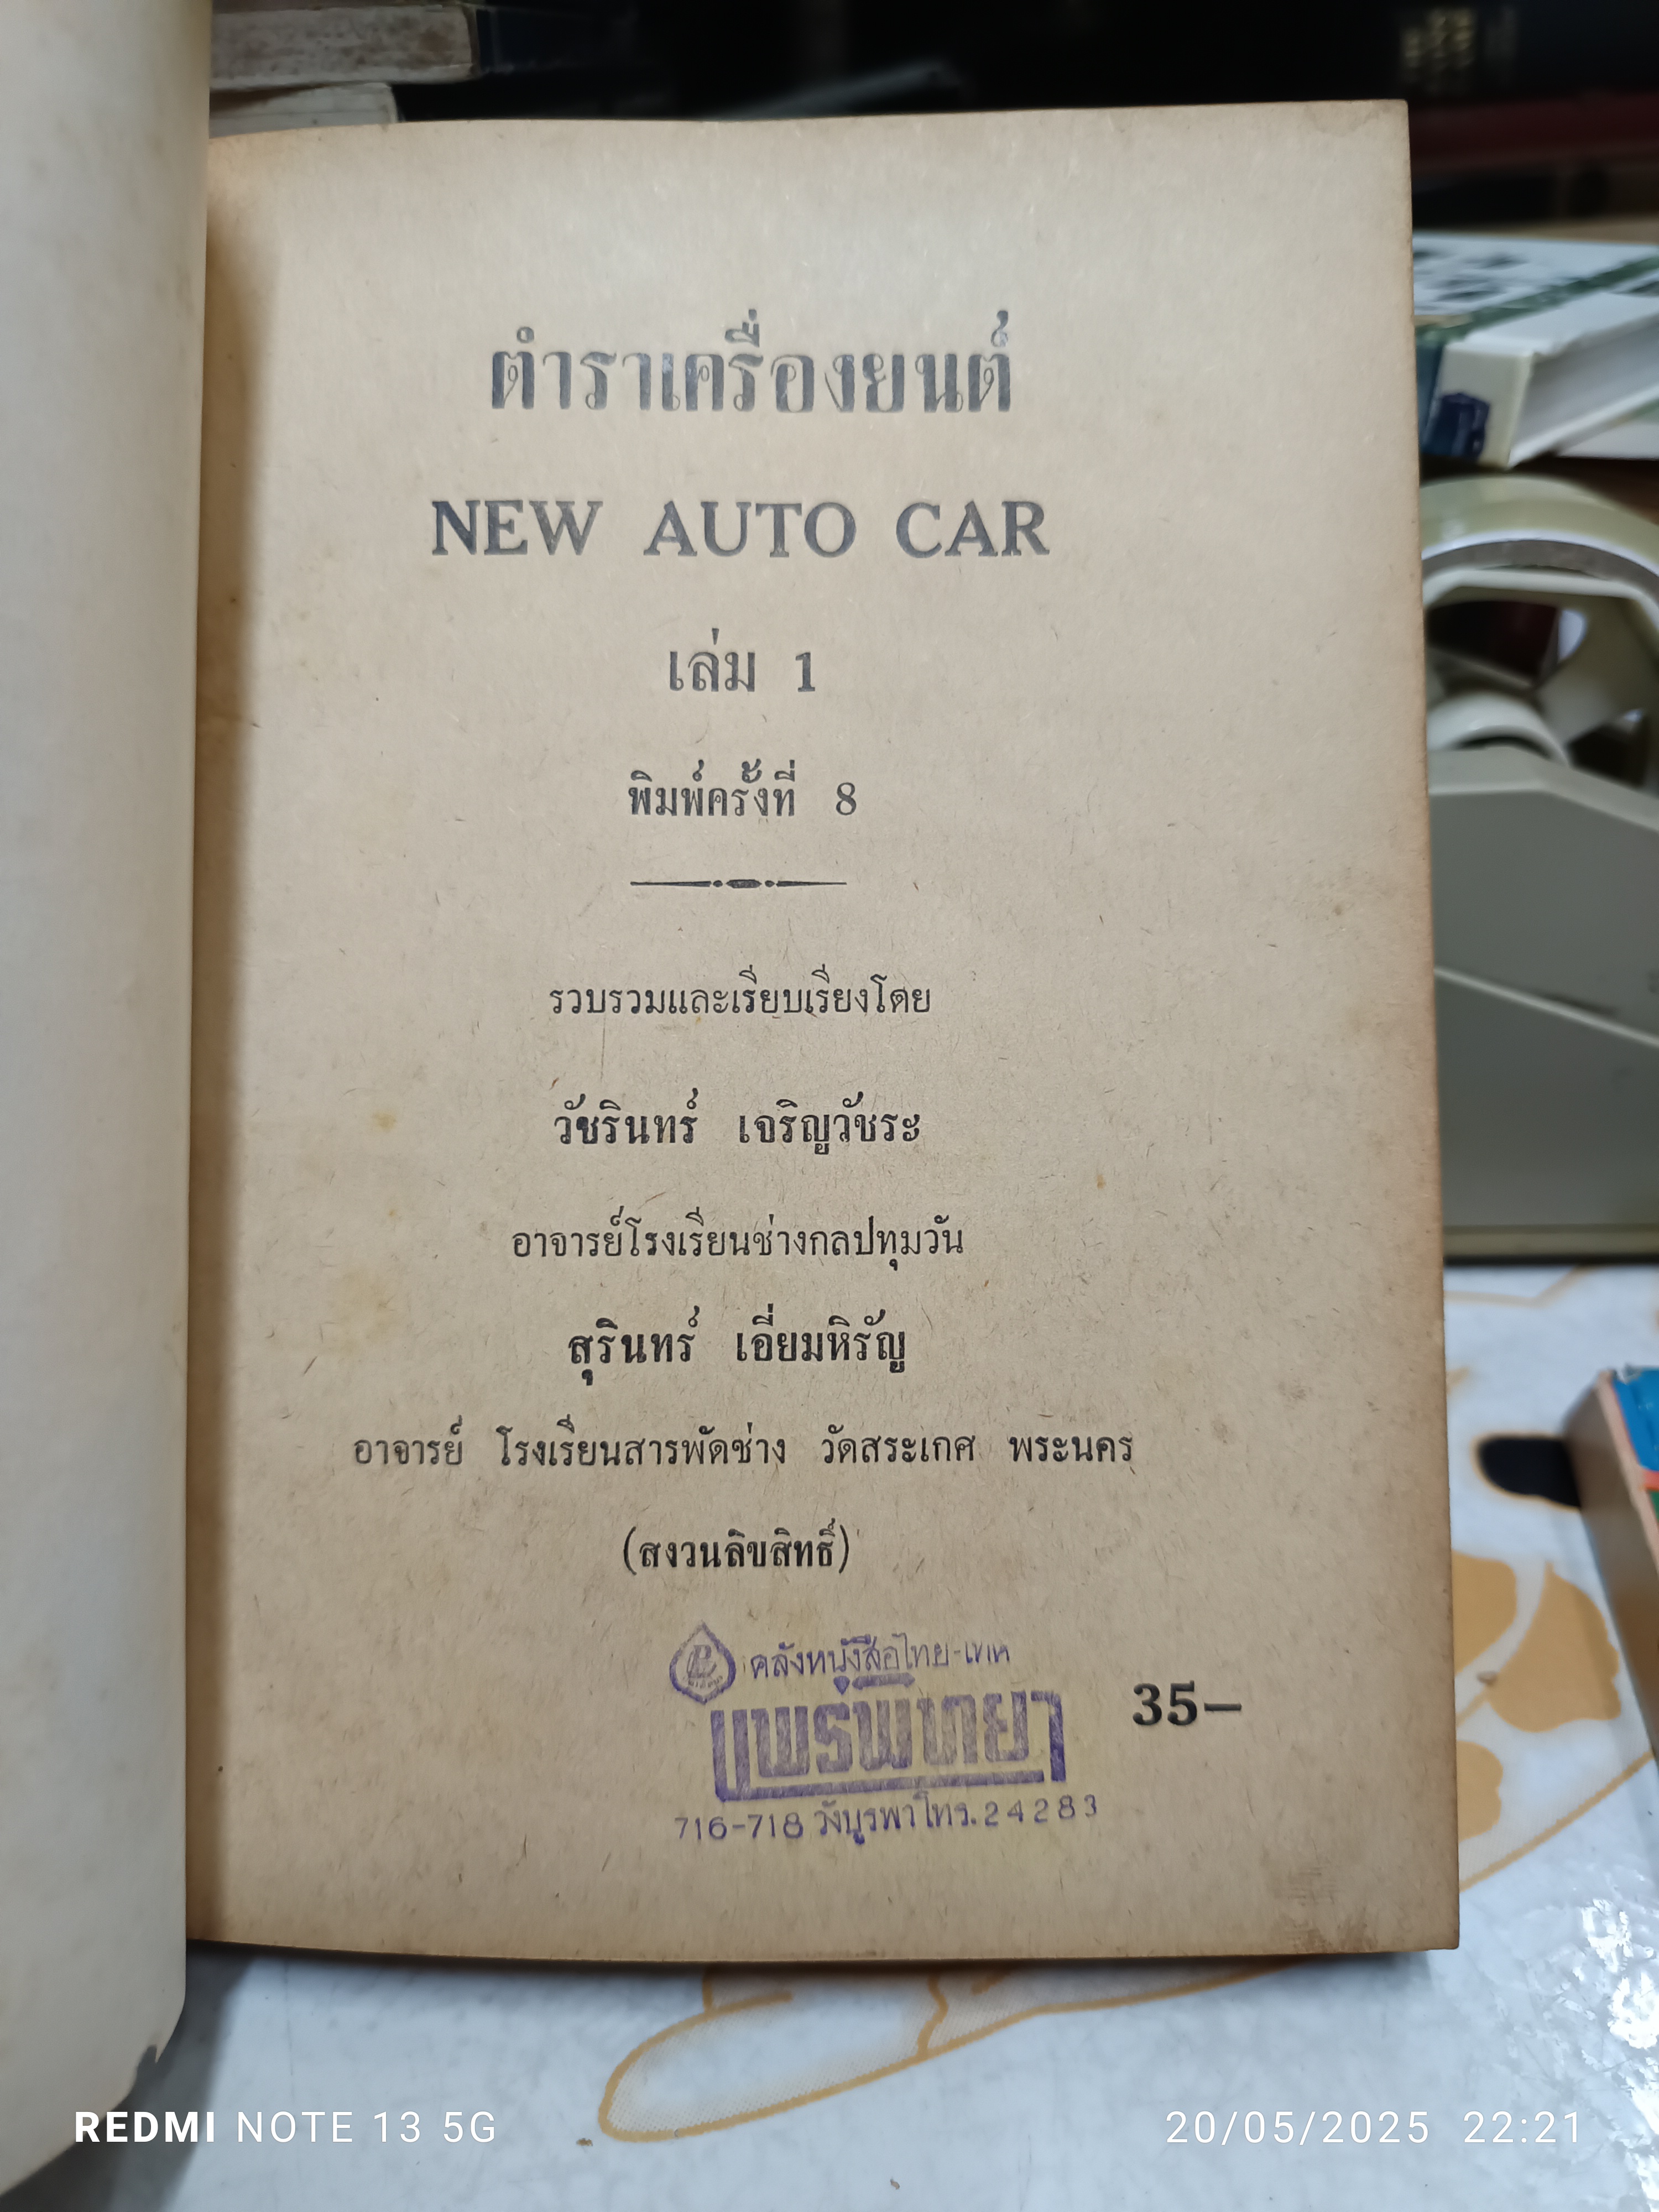 ตำราเครื่องยนต์
NEW AUTO CAR
เล่ม 1
พิมพ์ครั้งที่ 8
รวบรวมและเรียบเรียงโดย
วัชรินทร์ เจริญวัชระ
อาจารย์โรงเรียนช่างกลปทุมวัน
สุรินทร์ เอี่ยมหิรัญ
อาจารย์ โรงเรียนสารพัดช่าง วัดสระเกศ พระนคร
(สงวนลิขสิทธิ์)
คลังหนังสือไทย-เทศ
แพร่พิทยา
35–
716-718 วังบูรพา โทร. 24283
REDMI NOTE 13 5G
20/05/2025 22:21